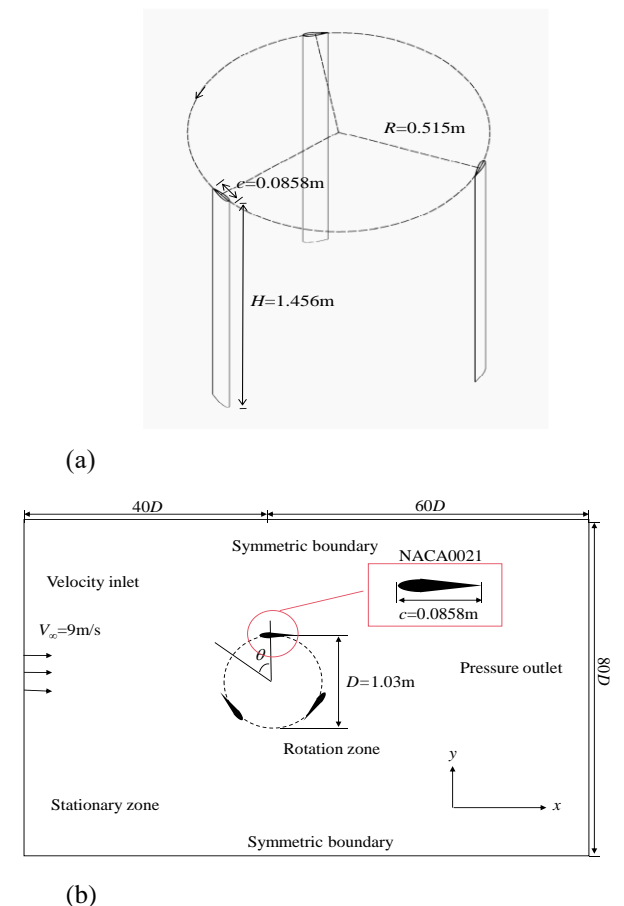 R=0.515m
c=0.0858m
H=1.456m
(a)
40D
60D
Symmetric boundary
NACA0021
Velocity inlet
c=0.0858m
V∞=9m/s
θ
Pressure outlet
80D
D=1.03m
Rotation zone
y
Stationary zone
x
Symmetric boundary
(b)